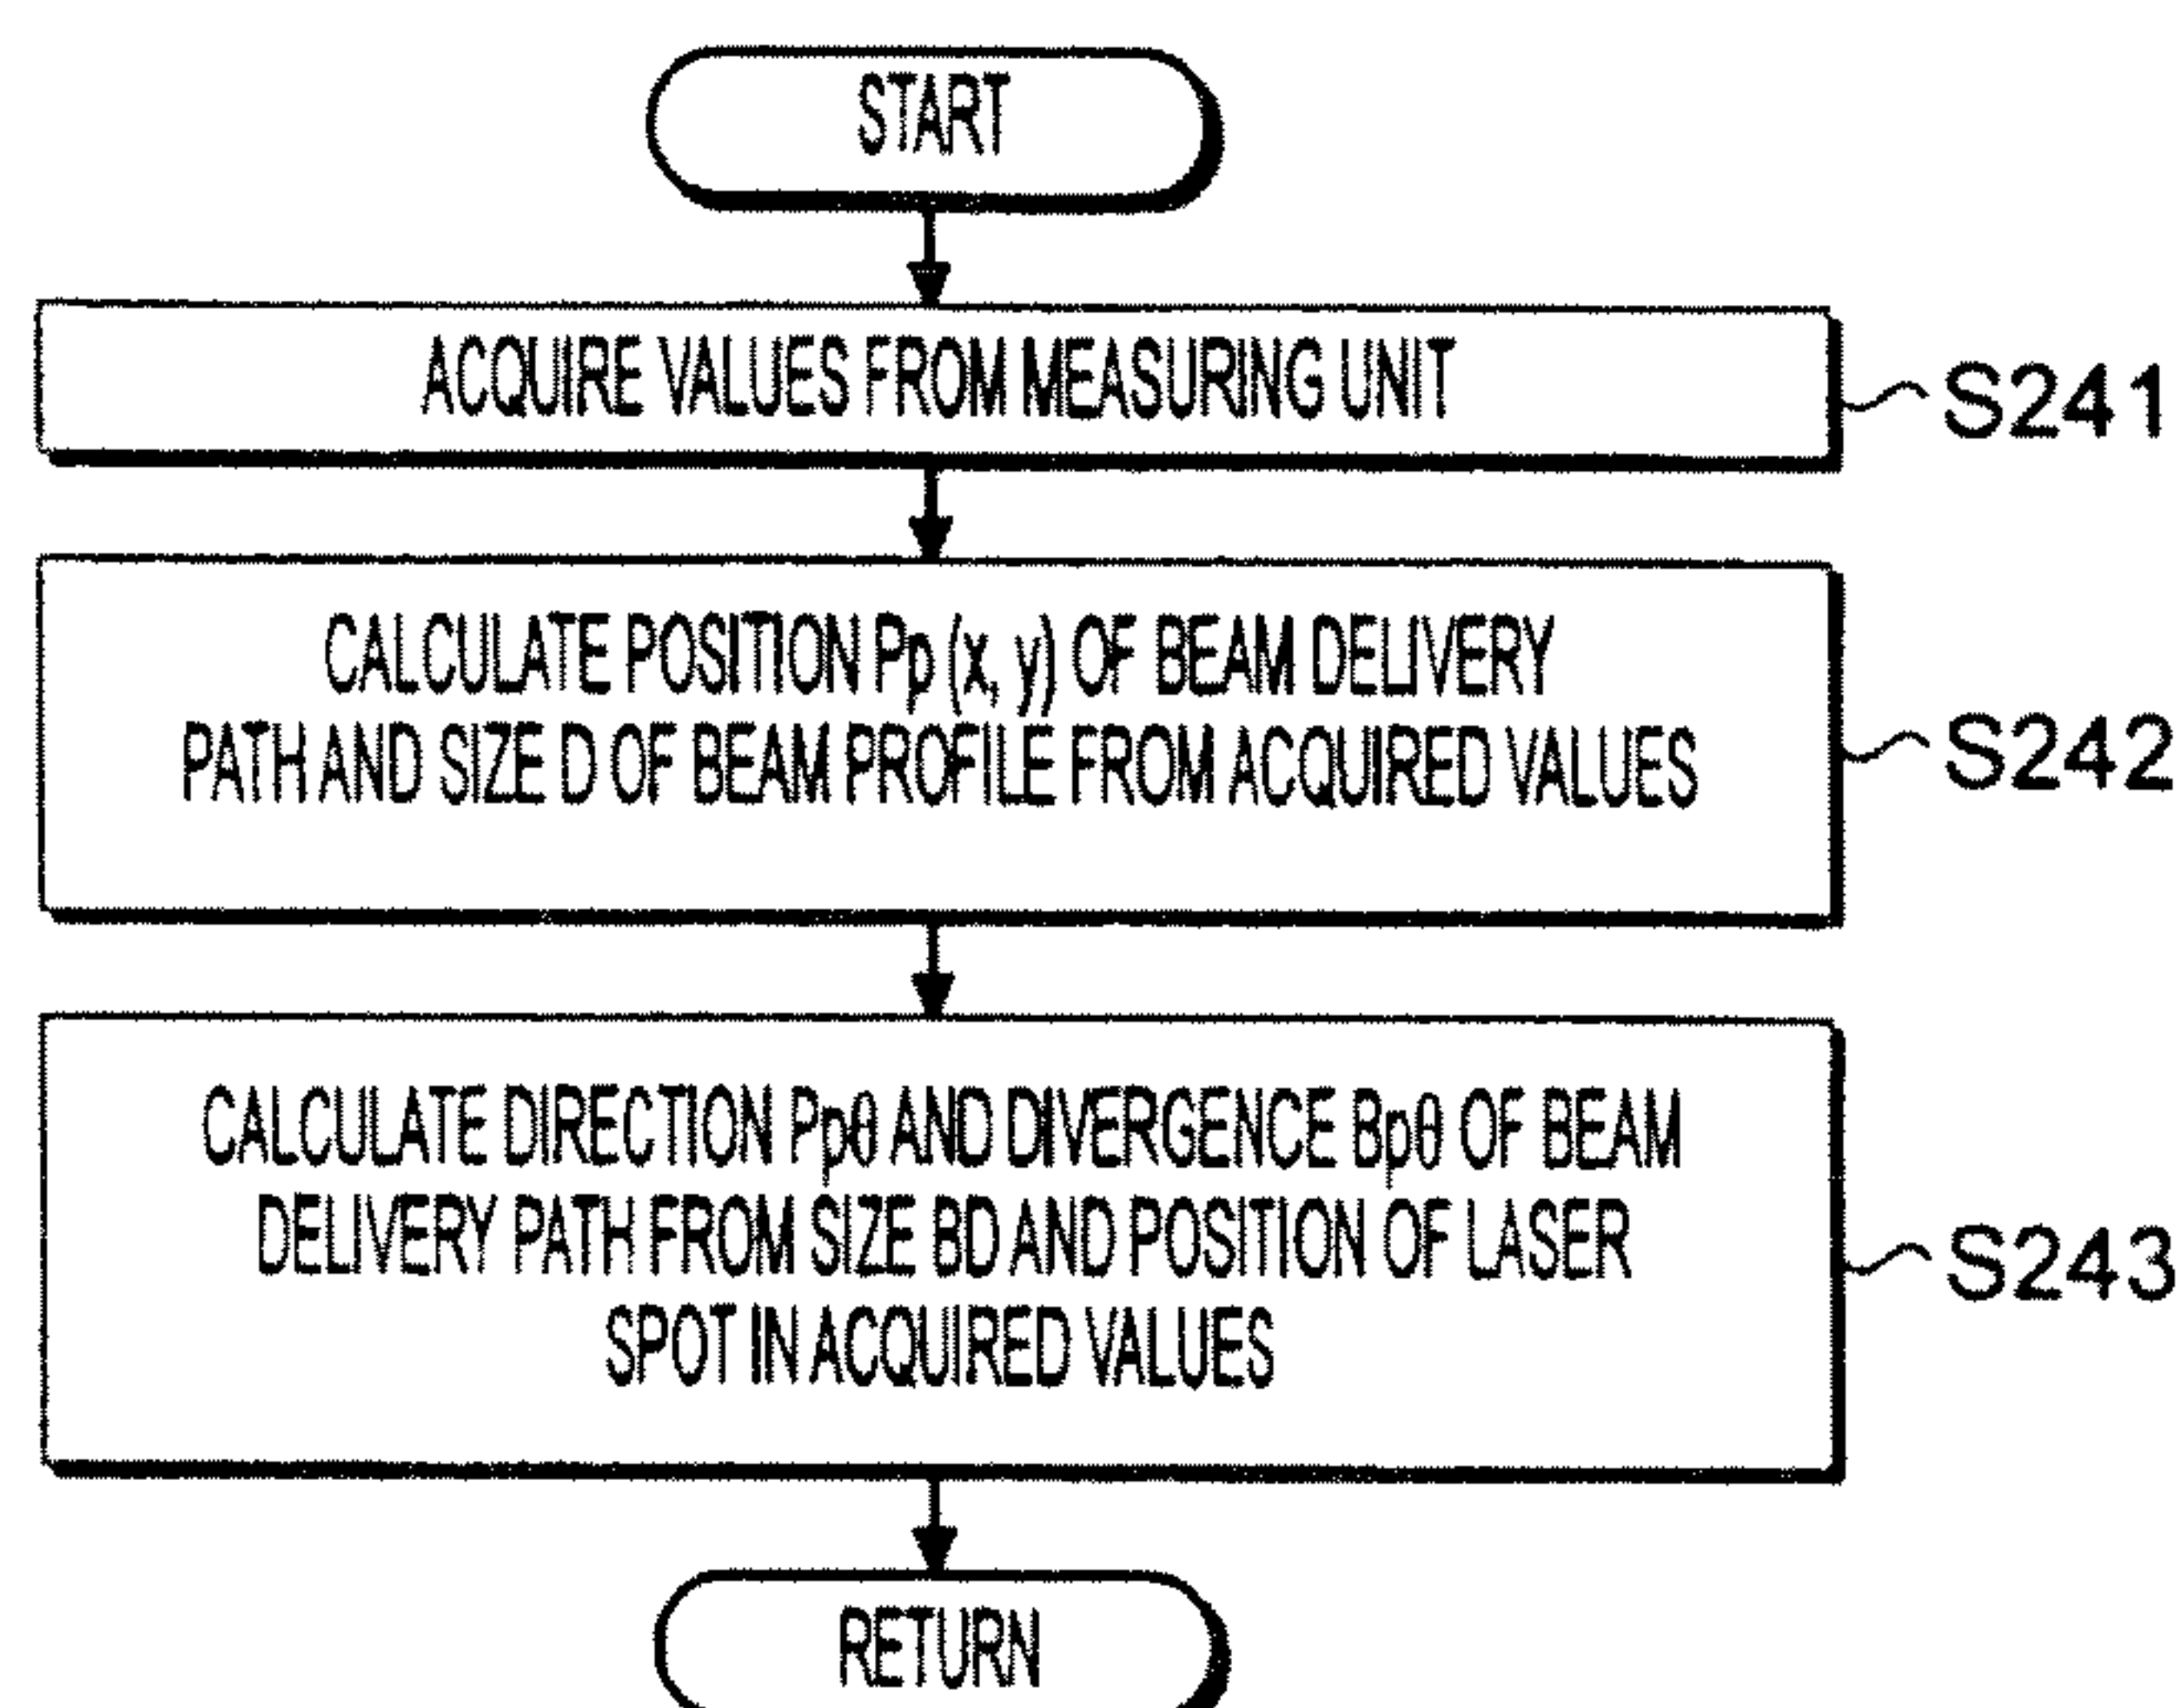 START
ACQUIRE VALUES FROM MEASURING UNIT
S241
CALCULATE POSITION Pp (x, y) OF BEAM DELIVERY
PATH AND SIZE D OF BEAM PROFILE FROM ACQUIRED VALUES
S242
CALCULATE DIRECTION Ppθ AND DIVERGENCE Bpθ OF BEAM
DELIVERY PATH FROM SIZE BD AND POSITION OF LASER
SPOT IN ACQUIRED VALUES
S243
RETURN